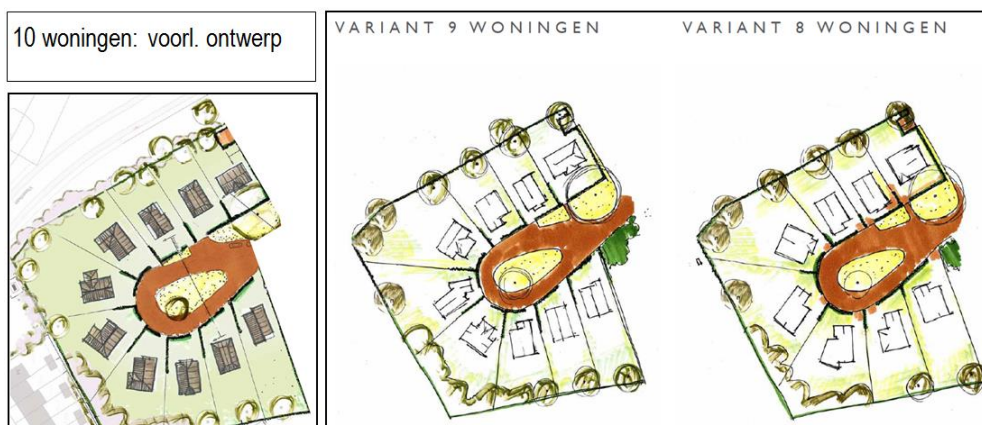 10 woningen: voorl. ontwerp
VARIANT 9 WONINGEN
VARIANT 8 WONINGEN